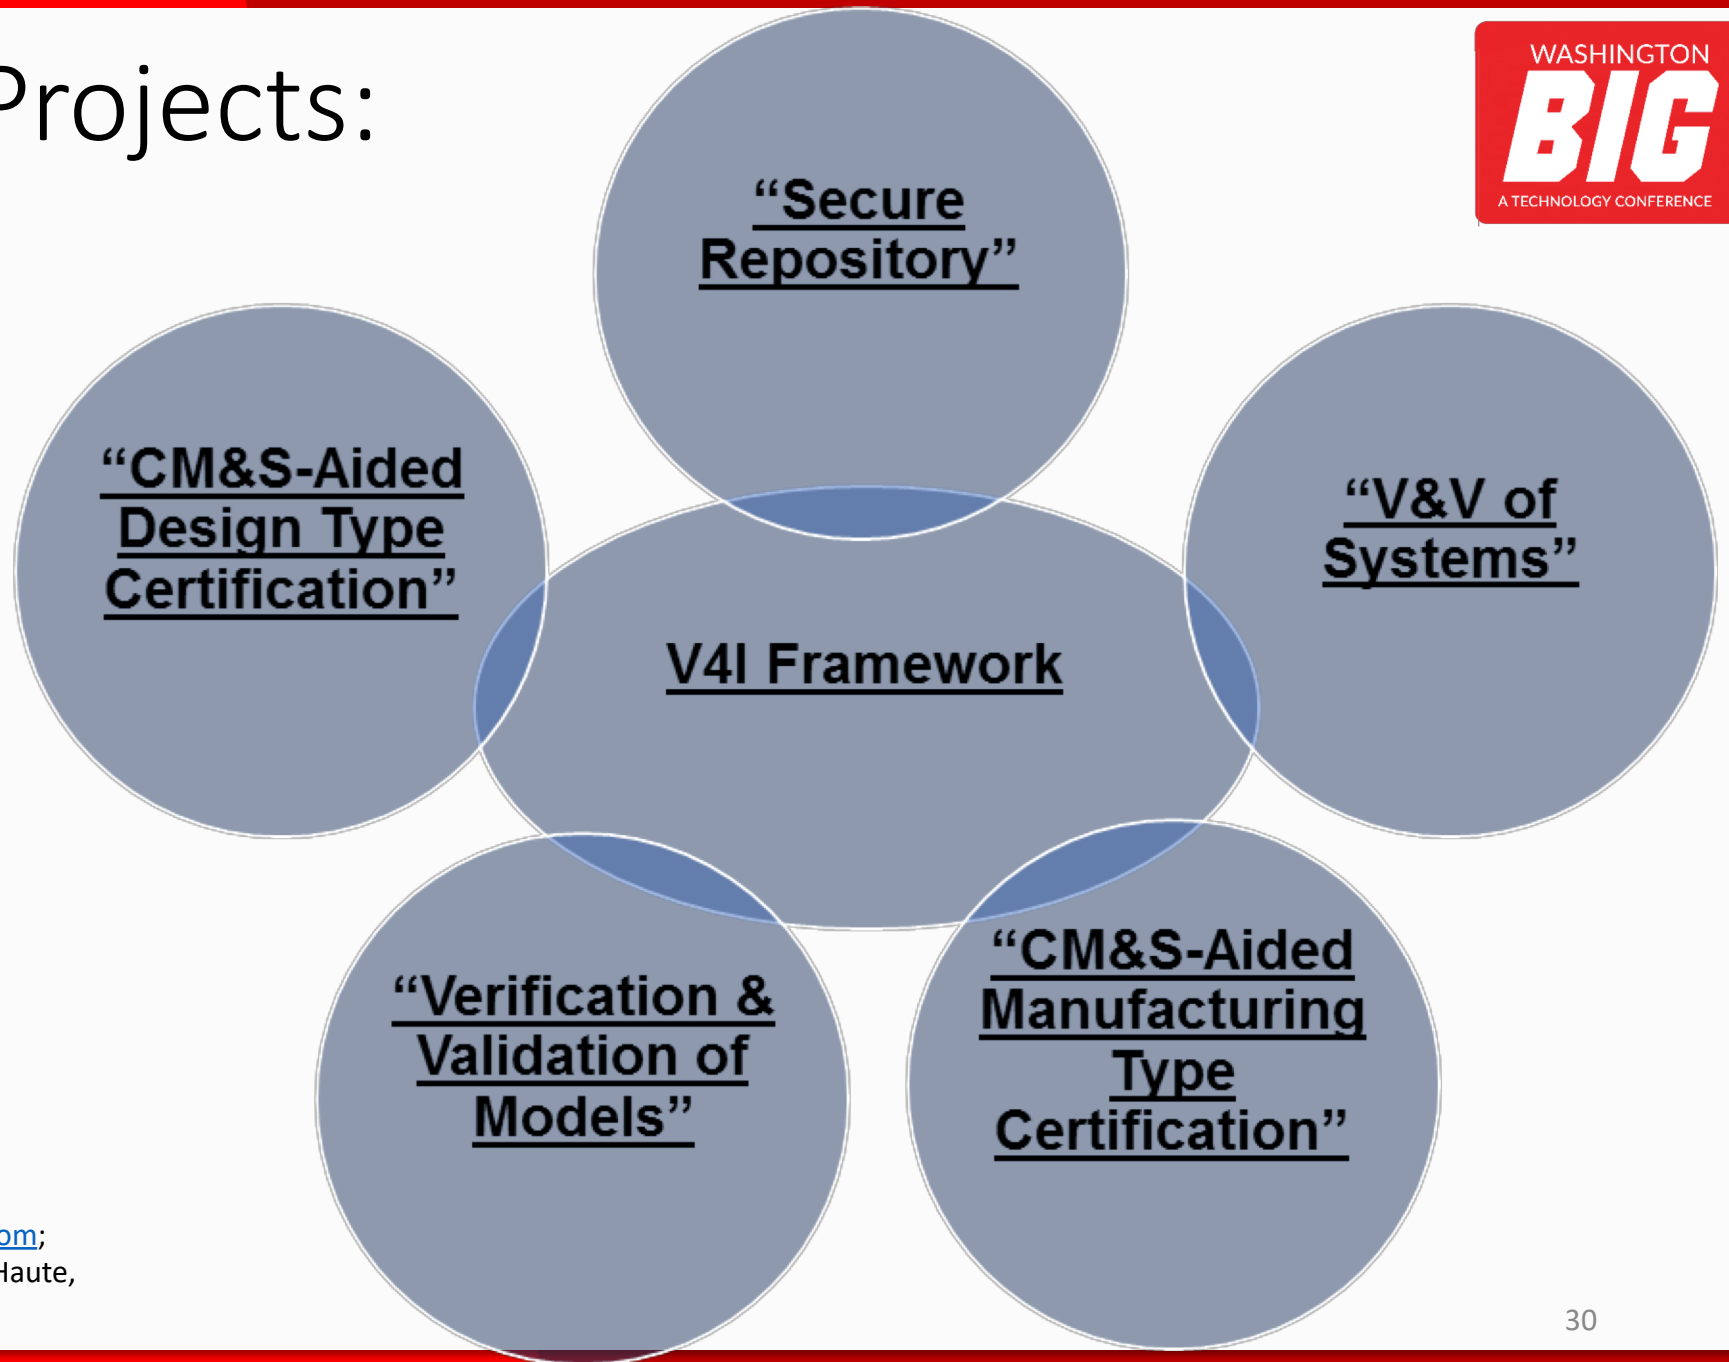 Projects:
WASHINGTON
BIG
A TECHNOLOGY CONFERENCE
“Secure
Repository”
“CM&S-Aided
Design Type
Certification”
“V&V of
Systems”
V4I Framework
“Verification &
Validation of
Models”
“CM&S-Aided
Manufacturing
Type
Certification”
om;
Haute,
30